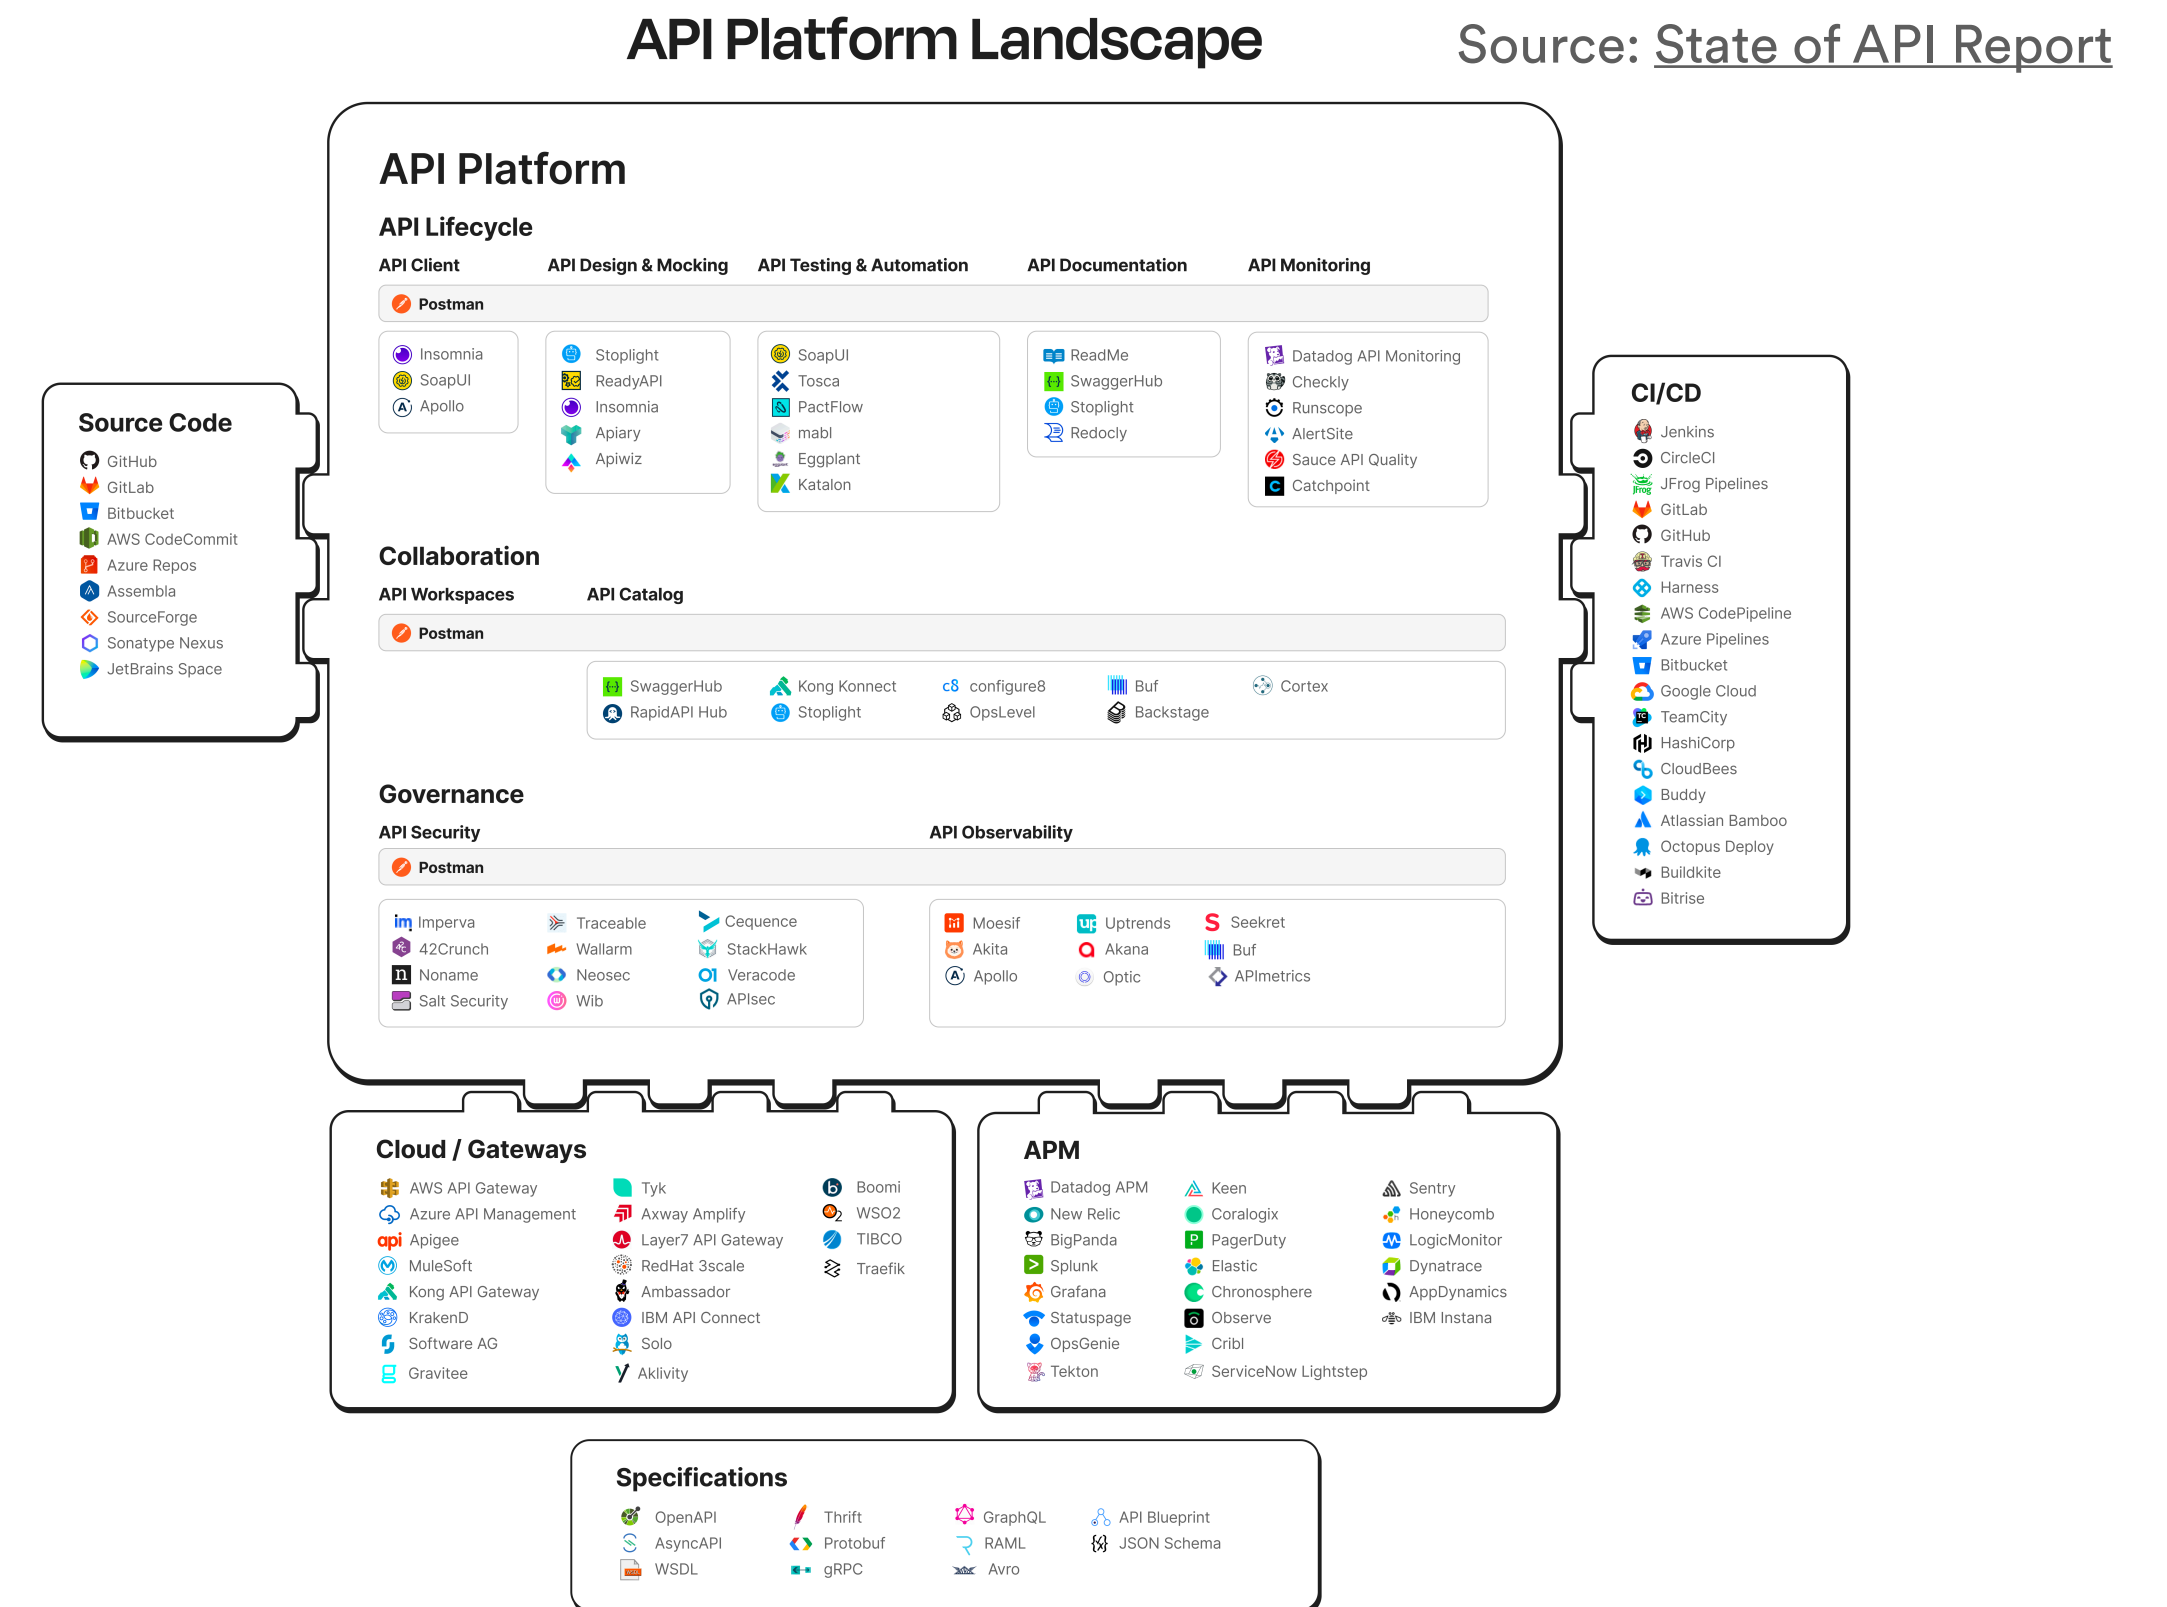 API Platform Landscape
Source: State of API Report
API Platform
API Lifecycle
API Client
API Design & Mocking
API Testing & Automation
API Documentation
API Monitoring
Postman
Insomnia
SoapUI
Apollo
Stoplight
ReadyAPI
Insomnia
Apiary
Apiwiz
SoapUI
Tosca
PactFlow
mabl
Eggplant
Katalon
ReadMe
SwaggerHub
Stoplight
Redocly
Datadog API Monitoring
Checkly
Runscope
AlertSite
Sauce API Quality
Catchpoint
Source Code
GitHub
GitLab
Bitbucket
AWS CodeCommit
Azure Repos
Assembla
SourceForge
Sonatype Nexus
JetBrains Space
Collaboration
API Workspaces
API Catalog
Postman
SwaggerHub
RapidAPI Hub
Kong Konnect
Stoplight
c8 configure8
OpsLevel
Buf
Backstage
Cortex
Governance
API Security
API Observability
Postman
Imperva
42Crunch
Noname
Salt Security
Traceable
Wallarm
Neosec
Wib
Cequence
StackHawk
Veracode
APIsec
Moesif
Akita
Apollo
Uptrends
Akana
Optic
Seekret
Buf
APImetrics
CI/CD
Jenkins
CircleCI
JFrog Pipelines
GitLab
GitHub
Travis CI
Harness
AWS CodePipeline
Azure Pipelines
Bitbucket
Google Cloud
TeamCity
HashiCorp
CloudBees
Buddy
Atlassian Bamboo
Octopus Deploy
Buildkite
Bitrise
Cloud / Gateways
AWS API Gateway
Azure API Management
api Apigee
MuleSoft
Kong API Gateway
KrakenD
Software AG
Gravitee
Tyk
Axway Amplify
Layer7 API Gateway
RedHat 3scale
Ambassador
IBM API Connect
Solo
Aklivity
Boomi
WSO2
TIBCO
Traefik
APM
Datadog APM
New Relic
BigPanda
Splunk
Grafana
Statuspage
OpsGenie
Tekton
Keen
Coralogix
PagerDuty
Elastic
Chronosphere
Observe
Cribl
ServiceNow Lightstep
Sentry
Honeycomb
LogicMonitor
Dynatrace
AppDynamics
IBM Instana
Specifications
OpenAPI
AsyncAPI
WSDL
Thrift
Protobuf
gRPC
GraphQL
RAML
Avro
API Blueprint
JSON Schema